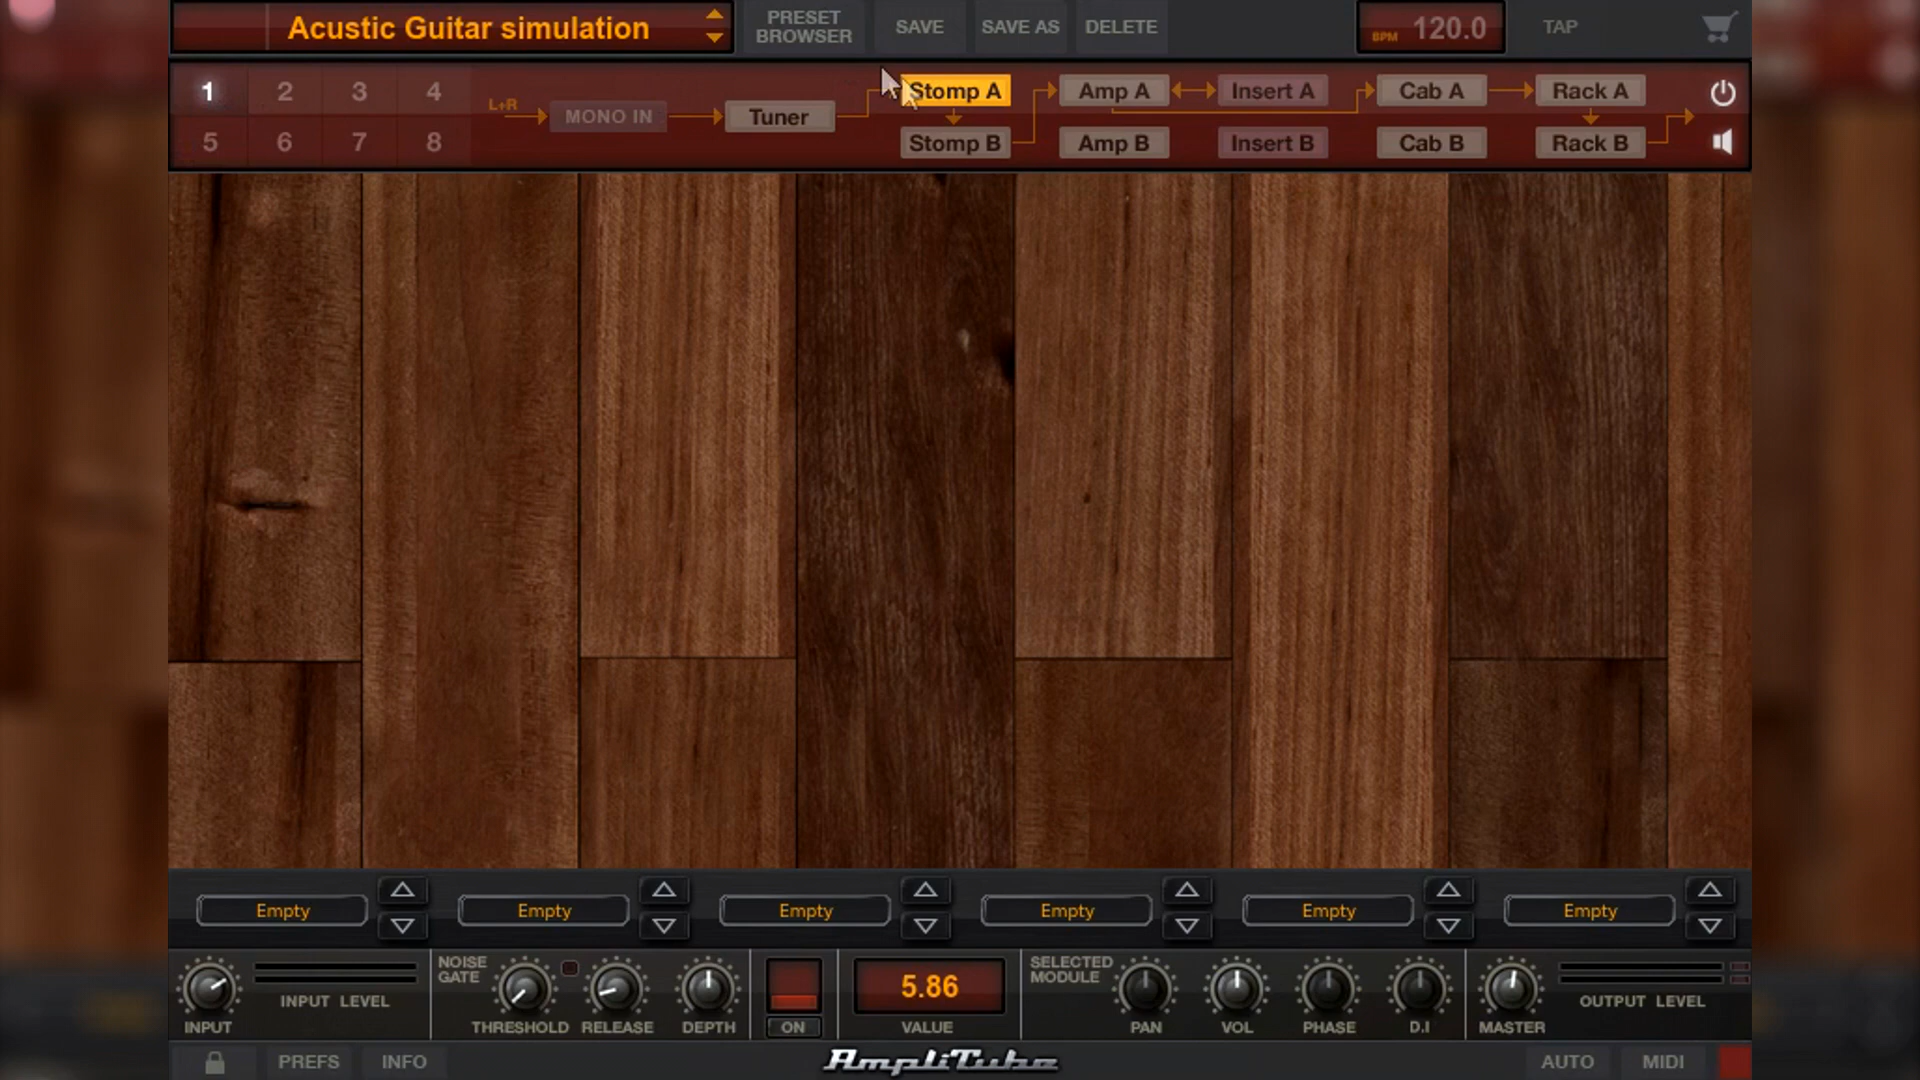 Acustic Guitar simulation
PRESET BROWSER
SAVE
SAVE AS
DELETE
BPM 120.0
TAP
1 2 3 4
5 6 7 8
L+R
MONO IN
Tuner
Stomp A
Amp A
Insert A
Cab A
Rack A
Stomp B
Amp B
Insert B
Cab B
Rack B
Empty
Empty
Empty
Empty
Empty
Empty
INPUT
INPUT LEVEL
NOISE GATE
THRESHOLD
RELEASE
DEPTH
ON
5.86
VALUE
SELECTED MODULE
PAN
VOL
PHASE
D.I
MASTER
OUTPUT LEVEL
PREFS
INFO
AmpliTube
AUTO
MIDI